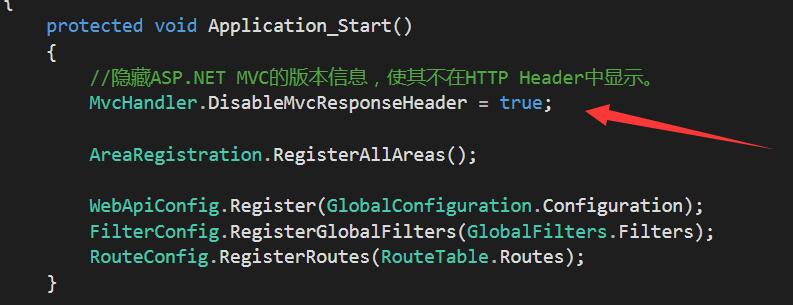 {
protected void Application_Start()
{
//隐藏ASP.NET MVC的版本信息，使其不在HTTP Header中显示。
MvcHandler.DisableMvcResponseHeader = true;
AreaRegistration.RegisterAllAreas();
WebApiConfig.Register(GlobalConfiguration.Configuration);
FilterConfig.RegisterGlobalFilters(GlobalFilters.Filters);
RouteConfig.RegisterRoutes(RouteTable.Routes);
}